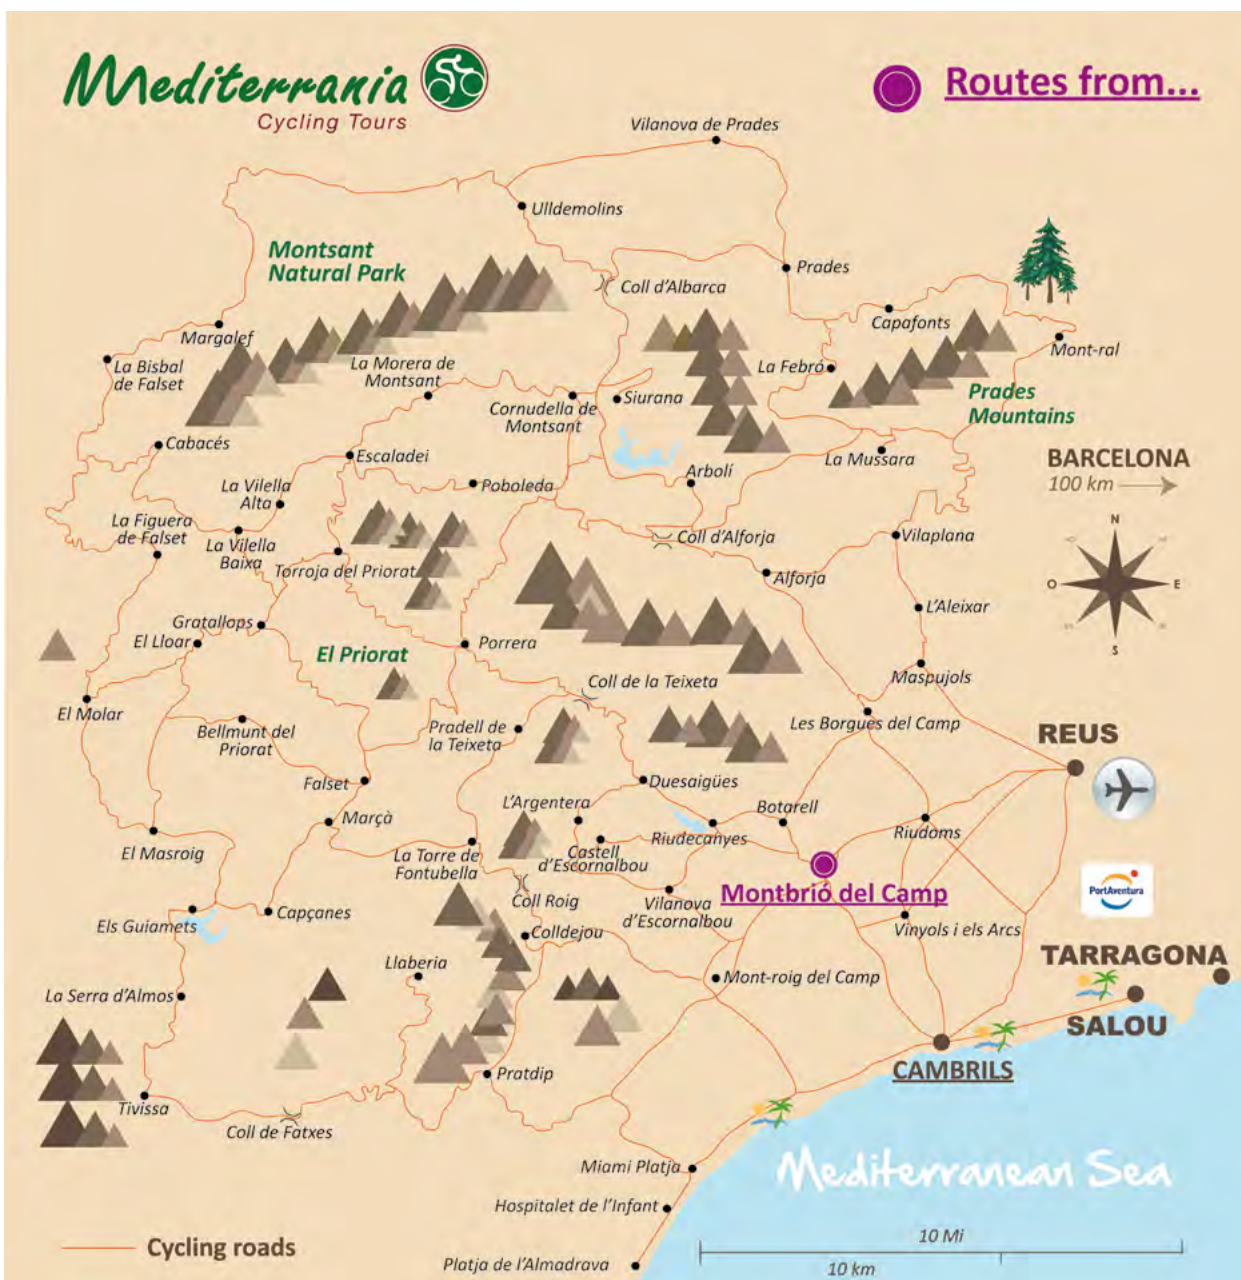 Mediterrania
Cycling Tours
Routes from...
Vilanova de Prades
Ulldemolins
Montsant
Natural Park
Prades
Coll d'Albarca
Capafonts
Margalef
Mont-ral
La Bisbal
de Falset
La Morera de
Montsant
La Febró
Siurana
Cornudella de
Montsant
Prades
Mountains
Cabacés
Escaladei
La Mussara
BARCELONA
100 km
Arbolí
La Vilella
Alta
Poboleda
La Figuera
de Falset
La Vilella
Baixa
Coll d'Alforja
Vilaplana
N
O
E
S
Torroja del Priorat
Alforja
L'Aleixar
Gratallops
El Lloar
Porrera
El Priorat
Coll de la Teixeta
Maspujols
El Molar
Bellmunt del
Priorat
Pradell de
la Teixeta
Les Borgues del Camp
REUS
Falset
Duesaigües
L'Argentera
Botarell
Marçà
Riudoms
Riudecanyes
El Masroig
La Torre de
Fontubella
Castell
d'Escornalbou
Montbrió del Camp
PortAventura
Coll Roig
Vilanova
d'Escornalbou
Capçanes
Els Guiamets
Vinyols i els Arcs
Colldejou
TARRAGONA
Llaberia
Mont-roig del Camp
La Serra d'Almos
SALOU
CAMBRILS
Pratdip
Tivissa
Coll de Fatxes
Miami Platja
Mediterranean Sea
Hospitalet de l'Infant
Cycling roads
10 Mi
Platja de l'Almadrava
10 km